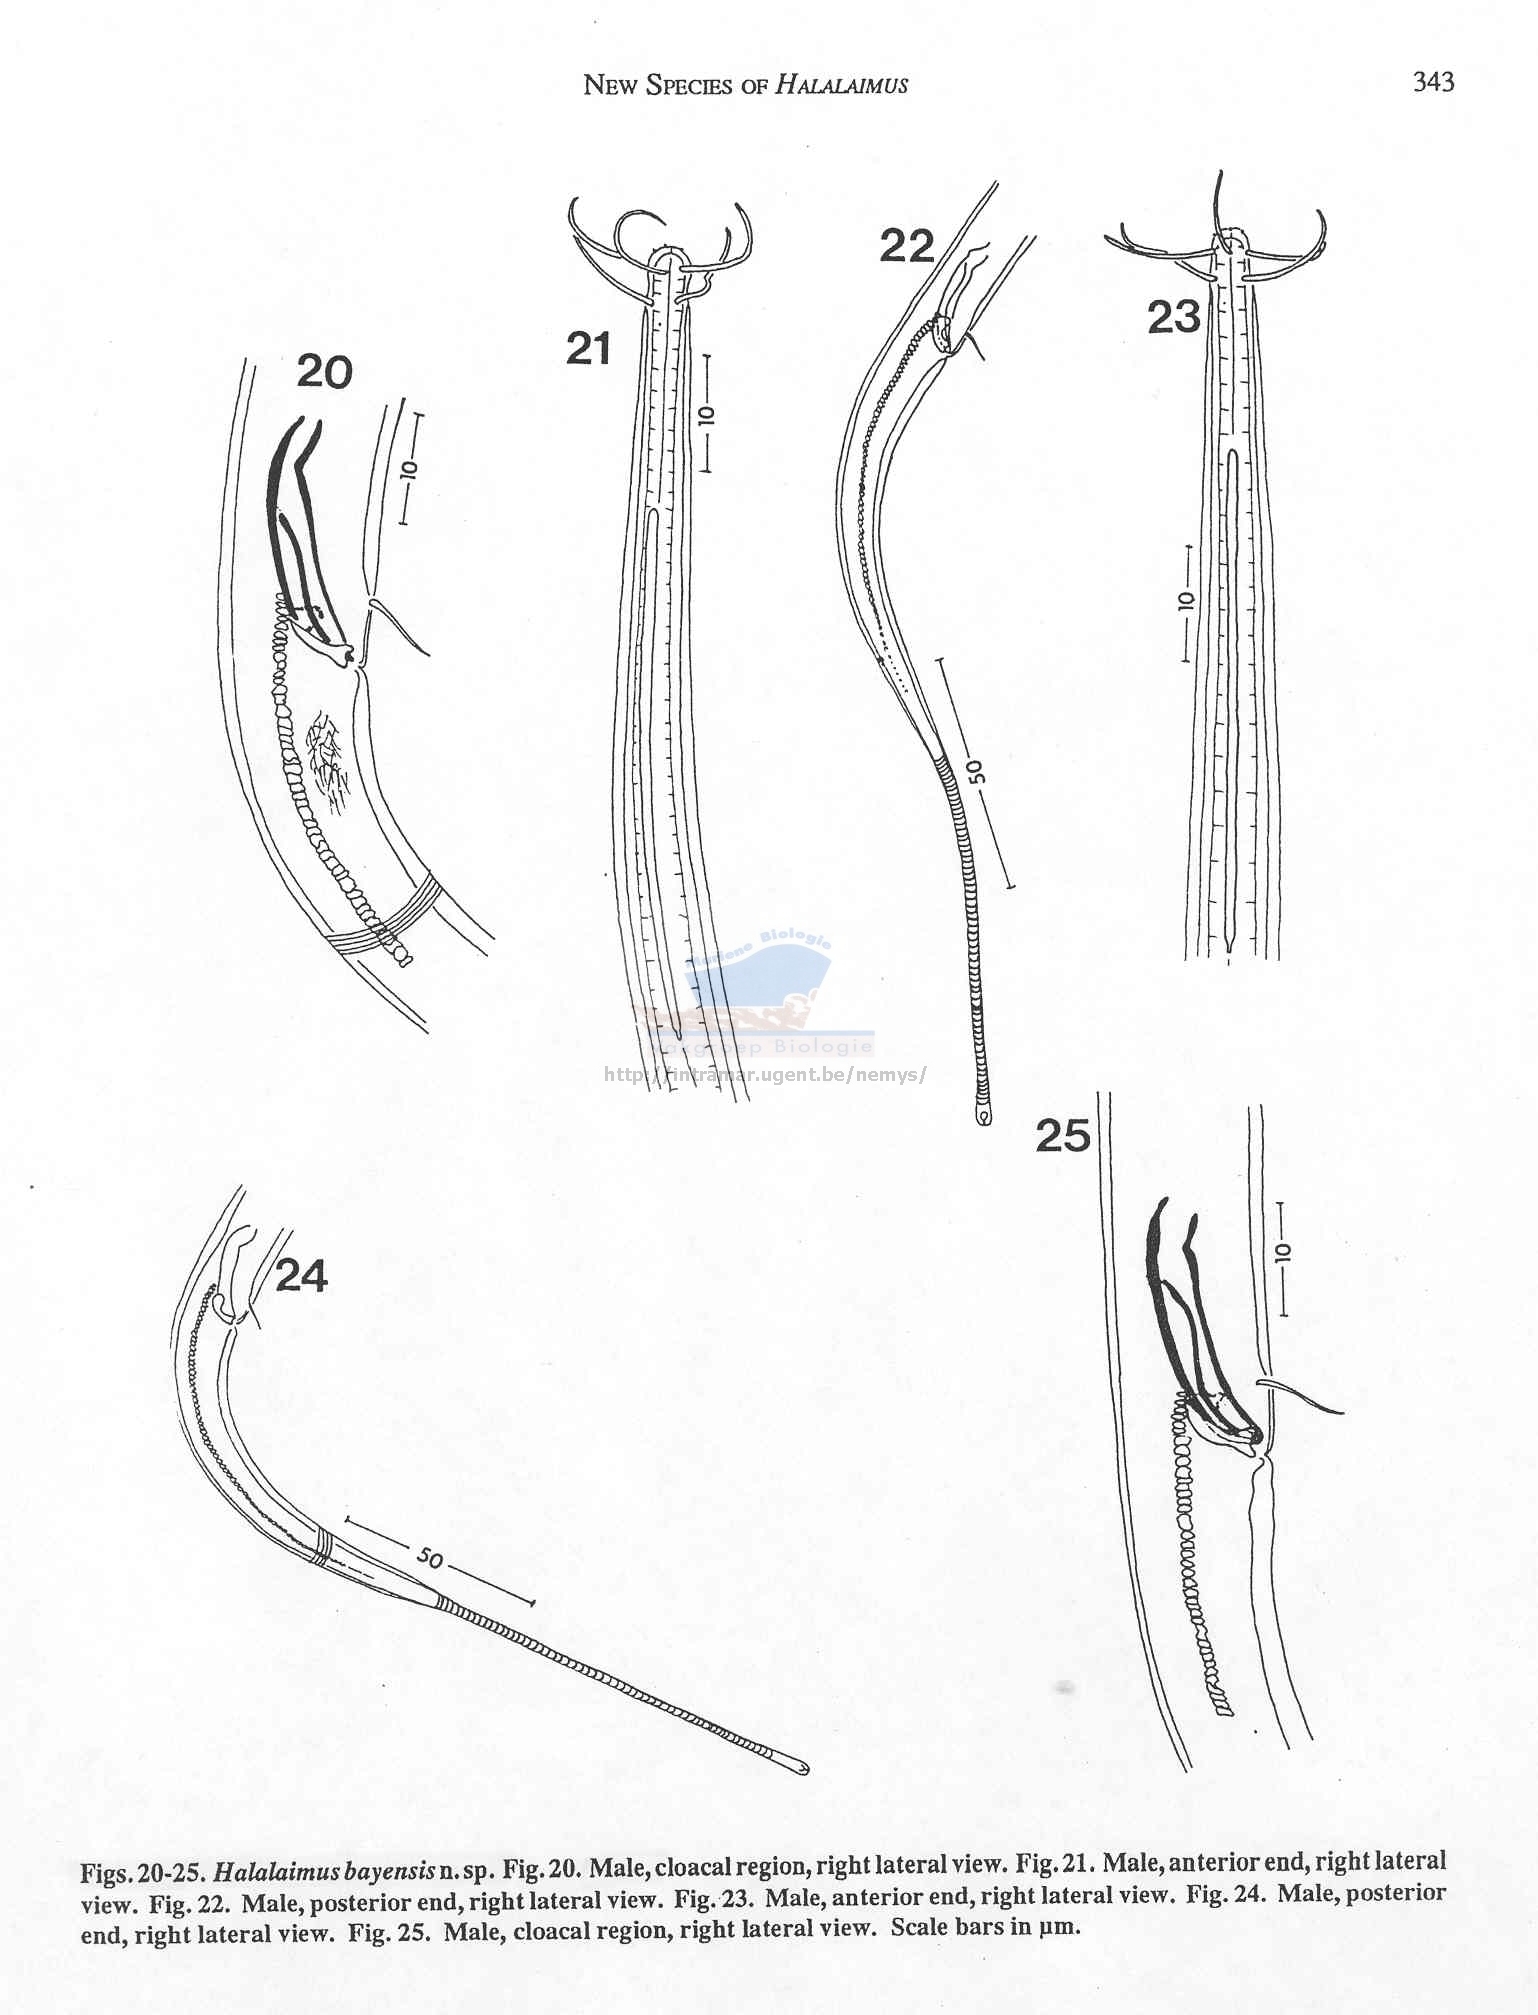 NEW SPECIES OF HALALAIMUS
343
20
10
21
10
22
50
23
10
Mariene Biologie
Vakgroep Biologie
http://intramar.ugent.be/nemys/
24
50
25
10
Figs. 20-25. Halalaimus bayensis n. sp. Fig. 20. Male, cloacal region, right lateral view. Fig. 21. Male, anterior end, right lateral
view. Fig. 22. Male, posterior end, right lateral view. Fig. 23. Male, anterior end, right lateral view. Fig. 24. Male, posterior
end, right lateral view. Fig. 25. Male, cloacal region, right lateral view. Scale bars in µm.